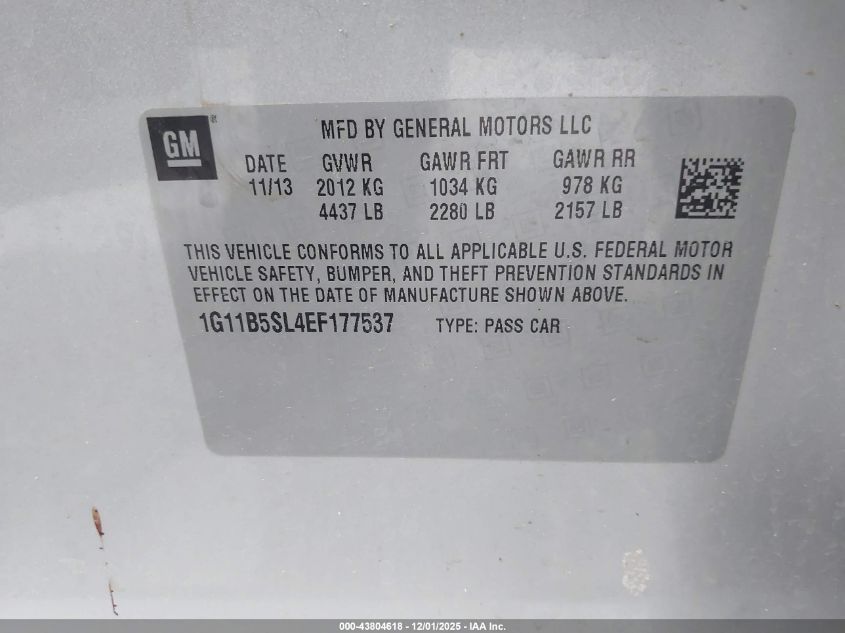 GM
MFD BY GENERAL MOTORS LLC
DATE GVWR GAWR FRT GAWR RR
11/13 2012 KG 1034 KG 978 KG
4437 LB 2280 LB 2157 LB
THIS VEHICLE CONFORMS TO ALL APPLICABLE U.S. FEDERAL MOTOR
VEHICLE SAFETY, BUMPER, AND THEFT PREVENTION STANDARDS IN
EFFECT ON THE DATE OF MANUFACTURE SHOWN ABOVE.
1G11B5SL4EF177537 TYPE: PASS CAR
000-43804618 - 12/01/2025 - IAA Inc.